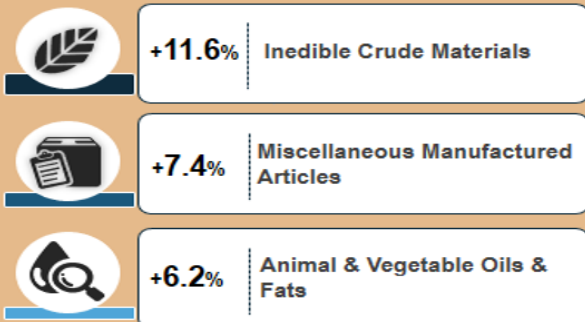 +11.6% Inedible Crude Materials
+7.4% Miscellaneous Manufactured
Articles
+6.2% Animal & Vegetable Oils &
Fats